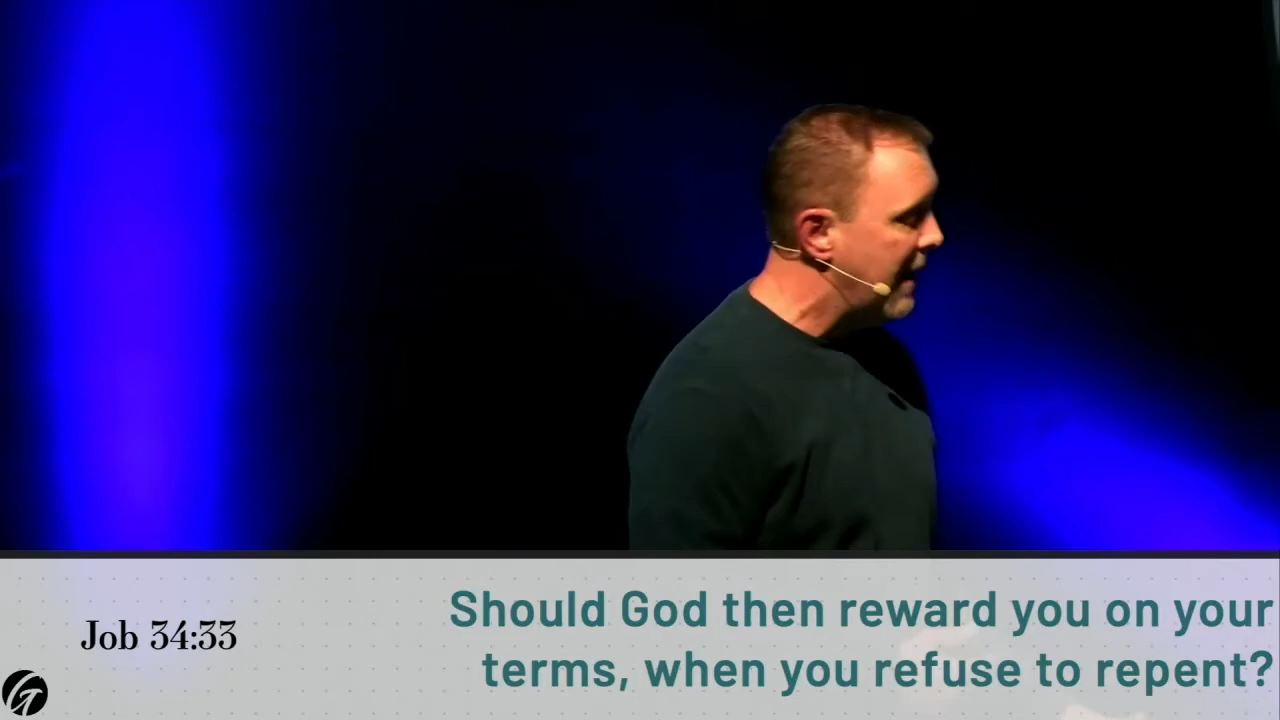 Job 34:33
Should God then reward you on your
terms, when you refuse to repent?